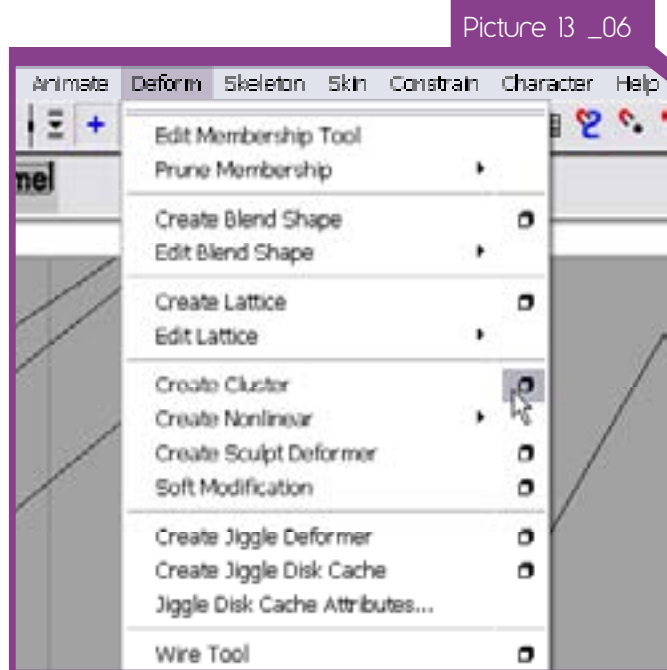 Picture 13 _06
Animate Deform Skeleton Skin Constrain Character Help
mel
Edit Membership Tool
Prune Membership
Create Blend Shape
Edit Blend Shape
Create Lattice
Edit Lattice
Create Cluster
Create Nonlinear
Create Sculpt Deformer
Soft Modification
Create Jiggle Deformer
Create Jiggle Disk Cache
Jiggle Disk Cache Attributes...
Wire Tool